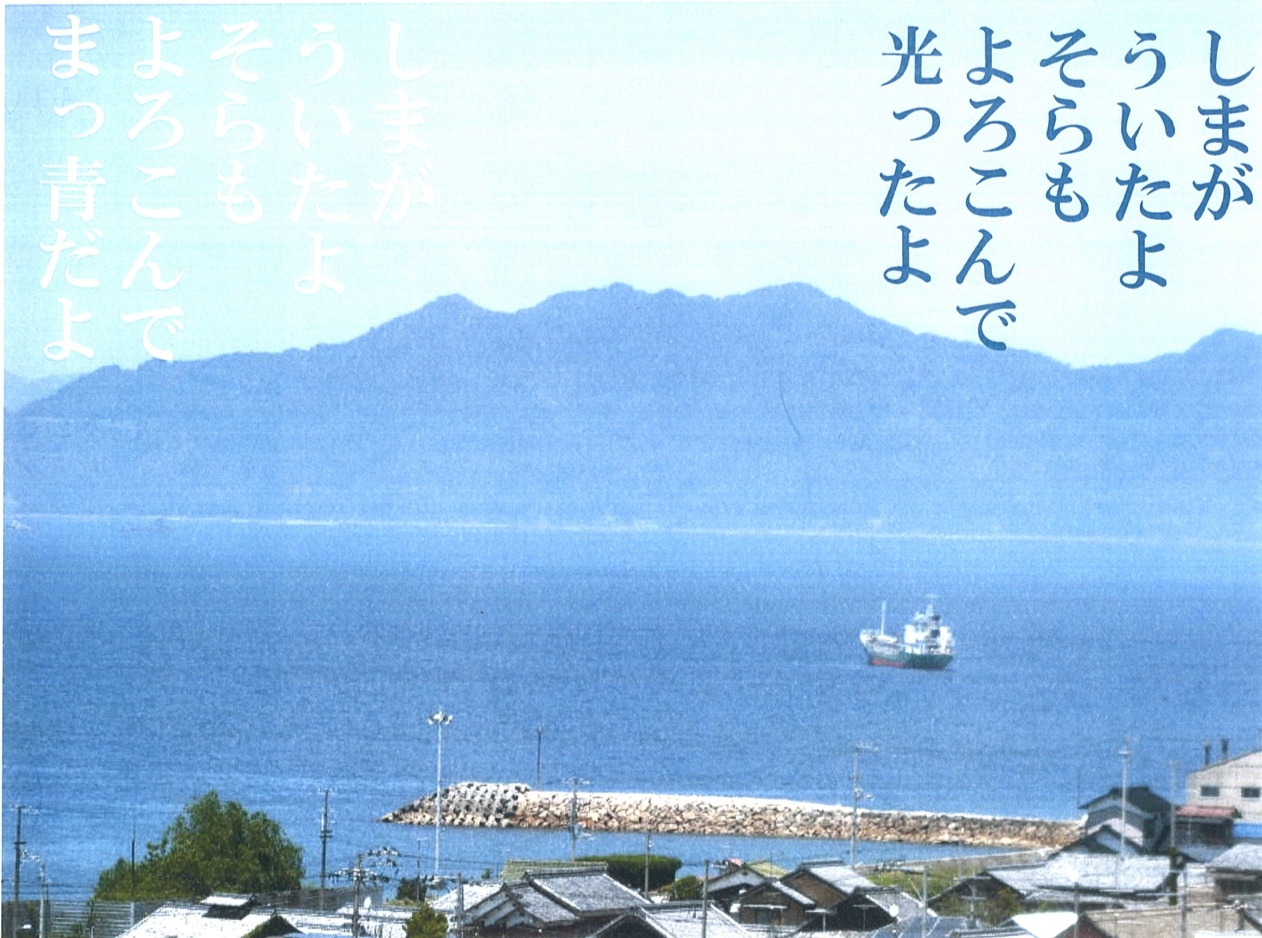 しまが
ういたよ
そらも
よろこんで
光ったよ
しまが
ういたよ
そらも
よろこんで
まっ青だよ